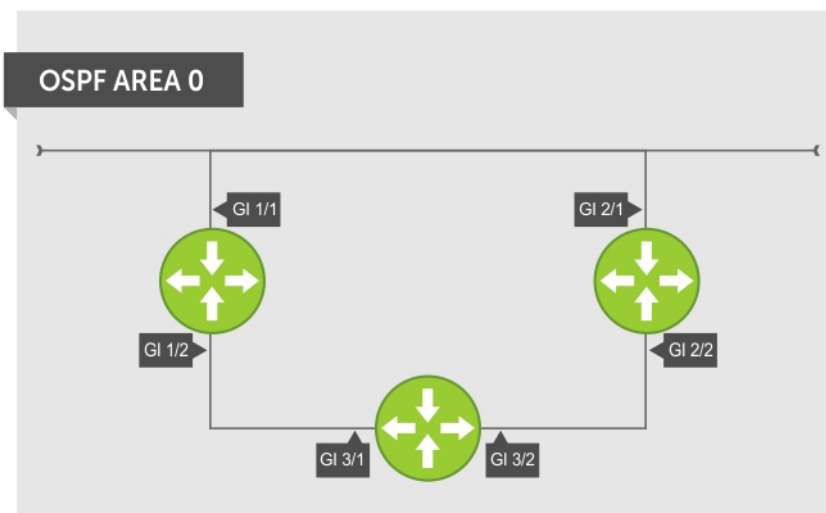 OSPF AREA 0
GI 1/1
GI 2/1
GI 1/2
GI 2/2
GI 3/1
GI 3/2